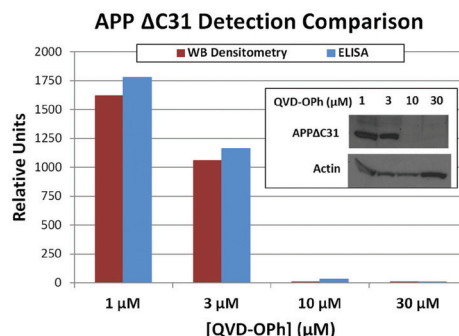 APP ΔC31 Detection Comparison
2000
WB Densitometry ELISA
1750
1500
1250
1000
750
500
250
0
Relative Units
QVD-OPh (µM) 1 3 10 30
APPΔC31
Actin
1 µM 3 µM 10 µM 30 µM
[QVD-OPh] (µM)